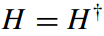 H = H†